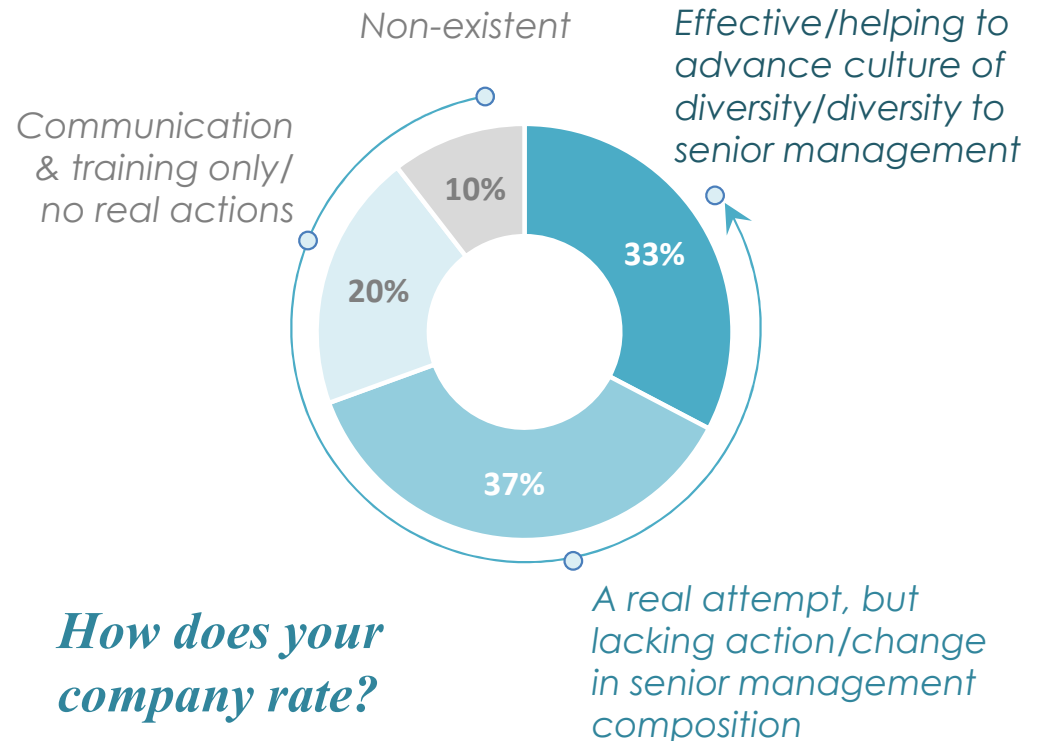 Non-existent
Effective/helping to
advance culture of
diversity/diversity to
senior management
Communication
& training only/
no real actions
10%
33%
20%
37%
A real attempt, but
lacking action/change
in senior management
composition
How does your
company rate?